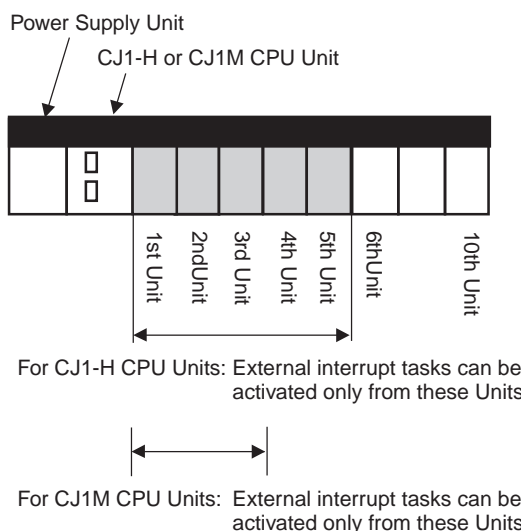 Power Supply Unit
CJ1-H or CJ1M CPU Unit
1st Unit
2ndUnit
3rd Unit
4th Unit
5th Unit
6thUnit
10th Unit
For CJ1-H CPU Units: External interrupt tasks can be
activated only from these Units
For CJ1M CPU Units: External interrupt tasks can be
activated only from these Units